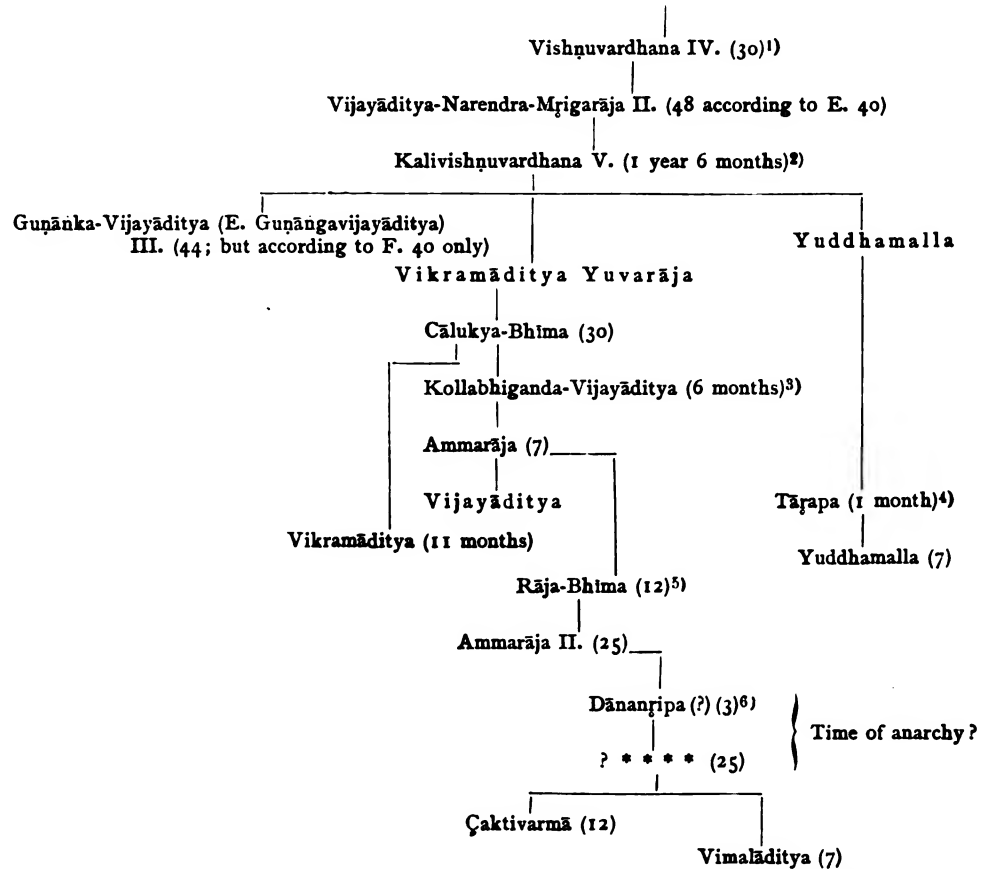 Vishṇuvardhana IV. (30)¹)
Vijayāditya-Narendra-Mṛigarāja II. (48 according to E. 40)
Kalivishṇuvardhana V. (1 year 6 months)²)
Guṇāṅka-Vijayāditya (E. Guṇāngavijayāditya)
III. (44; but according to F. 40 only)
Yuddhamalla
Vikramāditya Yuvarāja
Cālukya-Bhīma (30)
Kollabhiganda-Vijayāditya (6 months)³)
Ammarāja (7)
Vijayāditya
Tāṛapa (1 month)⁴)
Vikramāditya (11 months)
Yuddhamalla (7)
Rāja-Bhīma (12)⁵)
Ammarāja II. (25)
Dānanṛipa (?) (3)⁶)
Time of anarchy?
? * * * * (25)
Çaktivarmā (12)
Vimalāditya (7)